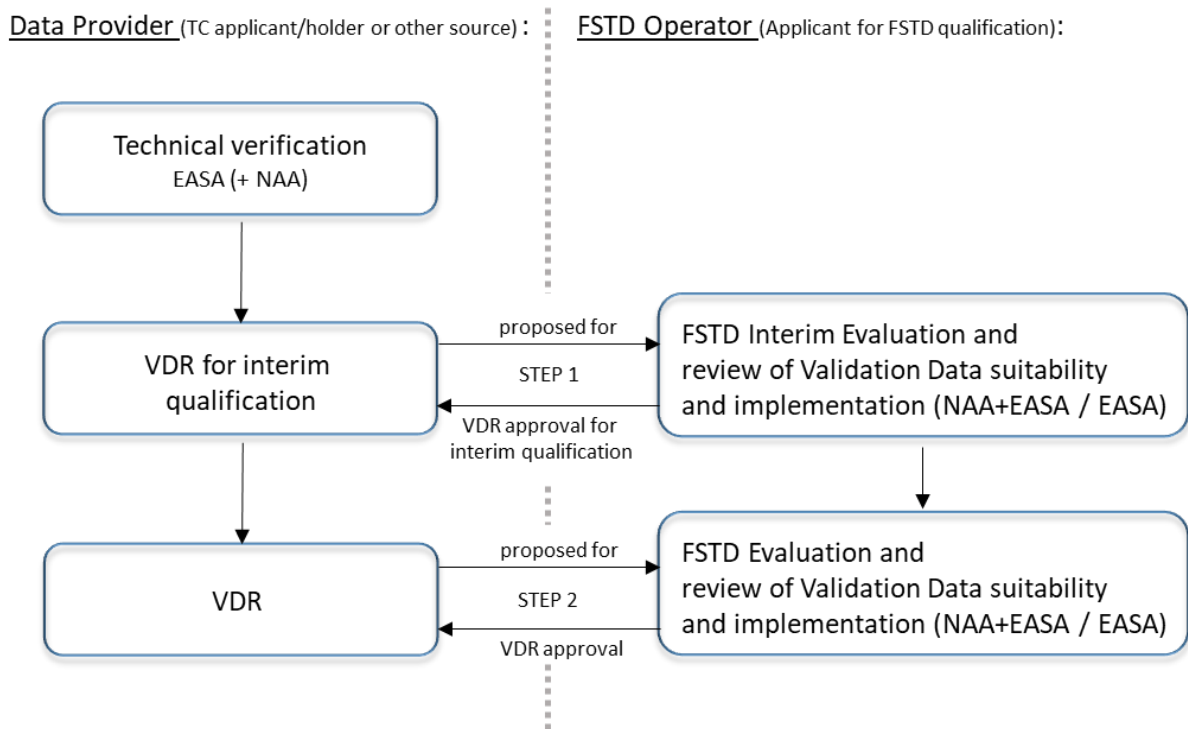 Data Provider (TC applicant/holder or other source) :
FSTD Operator (Applicant for FSTD qualification):
Technical verification
EASA (+ NAA)
VDR for interim
qualification
proposed for
STEP 1
VDR approval for
interim qualification
FSTD Interim Evaluation and
review of Validation Data suitability
and implementation (NAA+EASA / EASA)
VDR
proposed for
STEP 2
VDR approval
FSTD Evaluation and
review of Validation Data suitability
and implementation (NAA+EASA / EASA)